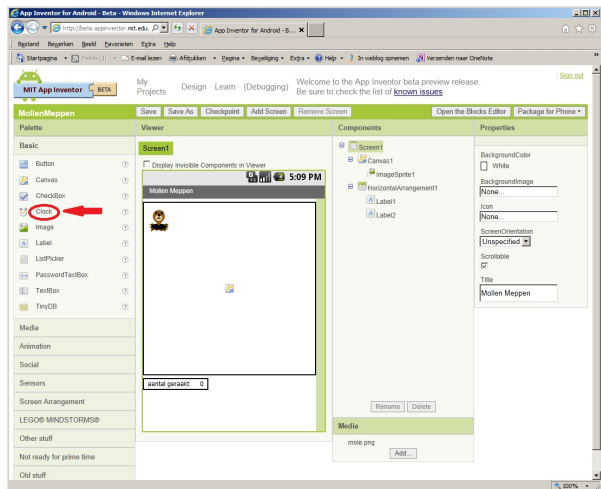 App Inventor for Android - Beta - Windows Internet Explorer
http://beta.appinventor.mit.edu
App Inventor for Android - B...
Bestand Bewerken Beeld Favorieten Extra Help
Startpagina Feeds (J) E-mail lezen Afdrukken Pagina Beveiliging Extra Help In weblog opnemen Verzenden naar OneNote
Sign out
MIT App Inventor BETA
My Projects Design Learn (Debugging)
Welcome to the App Inventor beta preview release.
Be sure to check the list of known issues
MollenMeppen Save Save As Checkpoint Add Screen Remove Screen Open the Blocks Editor Package for Phone
Palette Viewer Components Properties
Basic
Button
Canvas
CheckBox
Clock
Image
Label
ListPicker
PasswordTextBox
TextBox
TinyDB
Media
Animation
Social
Sensors
Screen Arrangement
LEGO® MINDSTORMS®
Other stuff
Not ready for prime time
Old stuff
Screen1
Display Invisible Components in Viewer
5:09 PM
Mollen Meppen
aantal geraakt: 0
Screen1
Canvas1
ImageSprite1
HorizontalArrangement1
Label1
Label2
Rename Delete
Media
mole.png
Add...
BackgroundColor
White
BackgroundImage
None...
Icon
None...
ScreenOrientation
Unspecified
Scrollable
Title
Mollen Meppen
100%